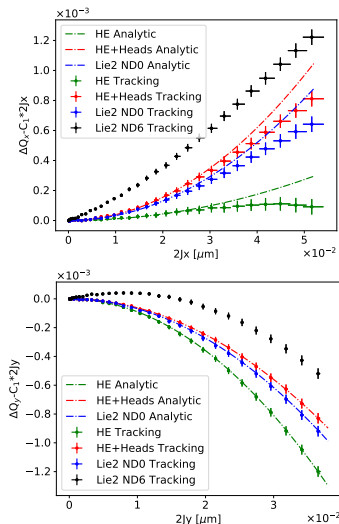 ×10⁻³
1.2
1.0
0.8
0.6
0.4
0.2
0.0
ΔQₓ-C₁*2Jx
HE Analytic
HE+Heads Analytic
Lie2 ND0 Analytic
HE Tracking
HE+Heads Tracking
Lie2 ND0 Tracking
Lie2 ND6 Tracking
0 1 2 3 4 5
2Jx [μm] ×10⁻²
×10⁻³
0.0
−0.2
−0.4
−0.6
−0.8
−1.0
−1.2
ΔQᵧ-C₁*2Jy
HE Analytic
HE+Heads Analytic
Lie2 ND0 Analytic
HE Tracking
HE+Heads Tracking
Lie2 ND0 Tracking
Lie2 ND6 Tracking
0 1 2 3
2Jy [μm] ×10⁻²